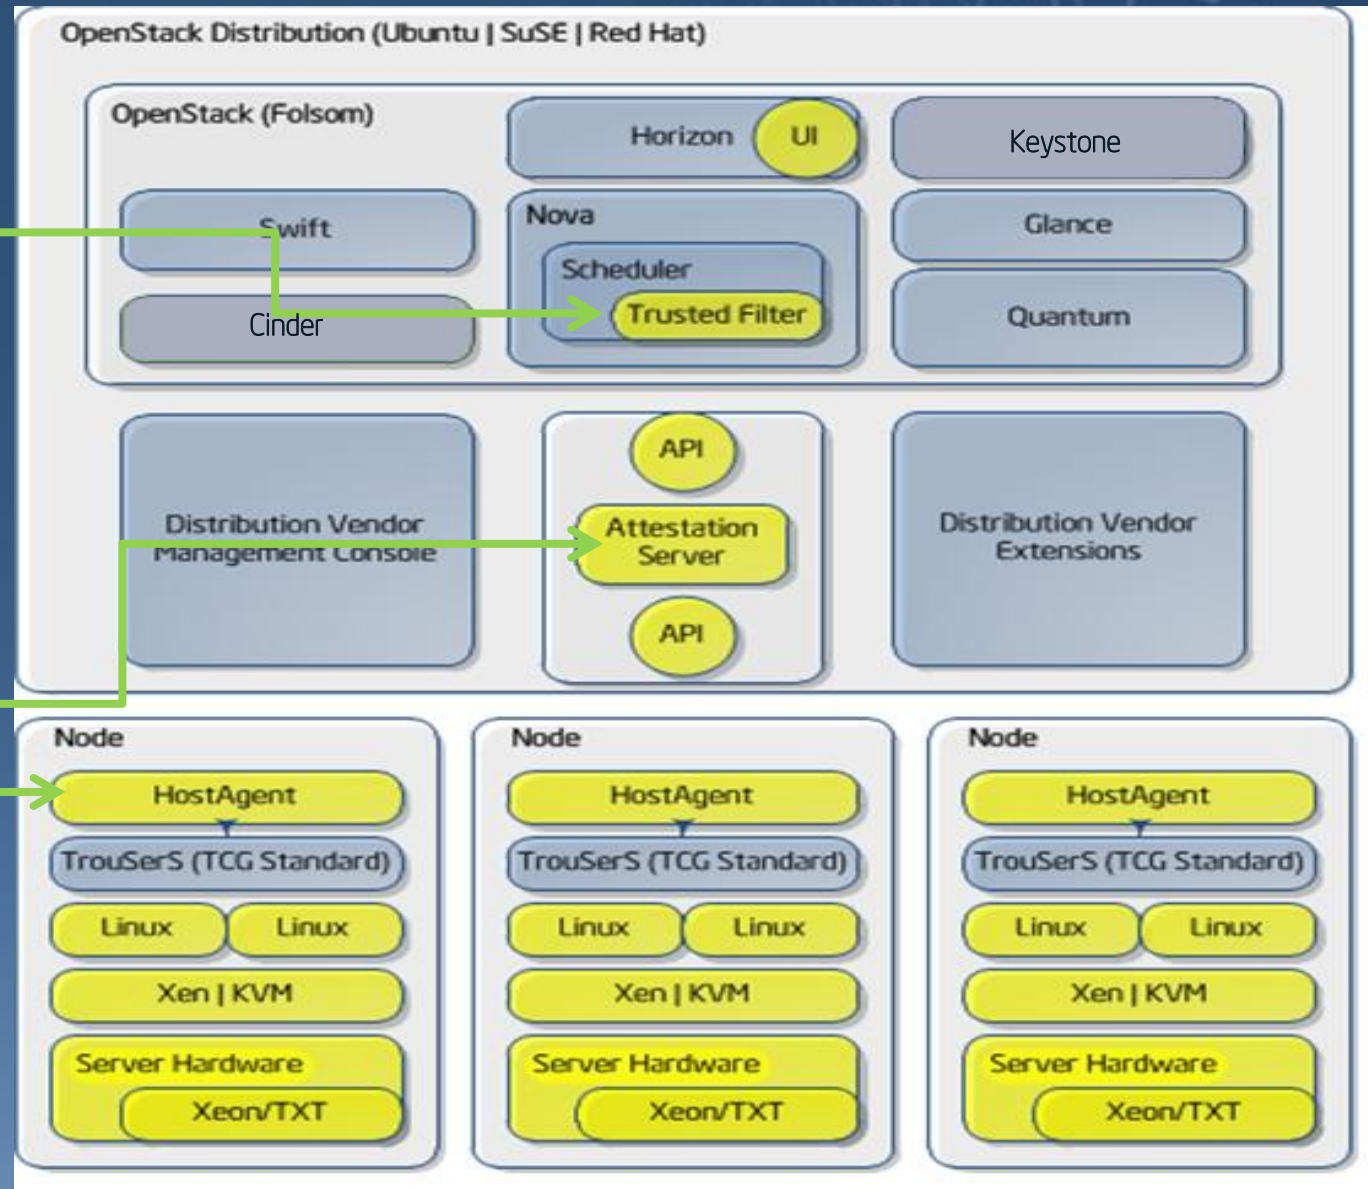 OpenStack Distribution (Ubuntu | SuSE | Red Hat)
OpenStack (Folsom)
Horizon
UI
Keystone
Swift
Nova
Glance
Scheduler
Trusted Filter
Cinder
Quantum
API
Distribution Vendor
Management Console
Attestation
Server
Distribution Vendor
Extensions
API
Node
HostAgent
TrouSerS (TCG Standard)
Linux
Linux
Xen | KVM
Server Hardware
Xeon/TXT
Node
HostAgent
TrouSerS (TCG Standard)
Linux
Linux
Xen | KVM
Server Hardware
Xeon/TXT
Node
HostAgent
TrouSerS (TCG Standard)
Linux
Linux
Xen | KVM
Server Hardware
Xeon/TXT